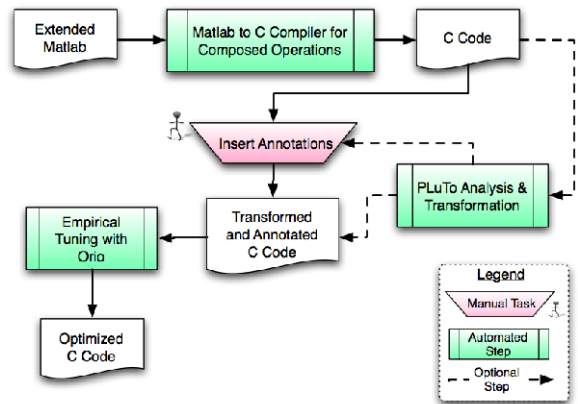 Extended
Matlab
Matlab to C Compiler for
Composed Operations
C Code
Insert Annotations
PLuTo Analysis &
Transformation
Empirical
Tuning with
Orio
Transformed
and Annotated
C Code
Optimized
C Code
Legend
Manual Task
Automated
Step
Optional
Step